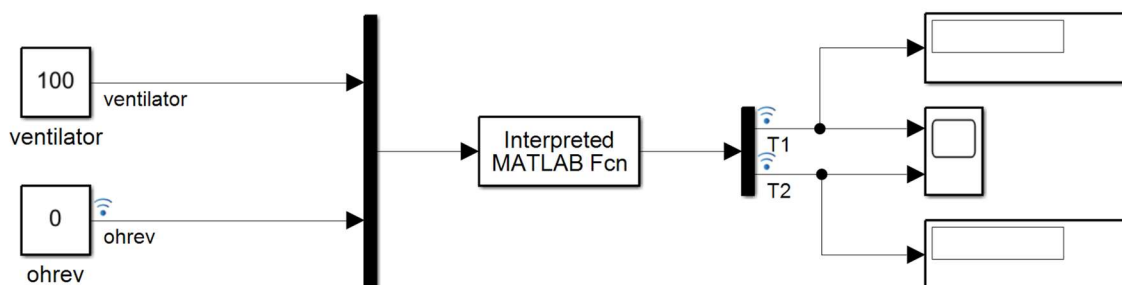 100
ventilator
ventilator
0
ohrev
ohrev
Interpreted
MATLAB Fcn
T1
T2